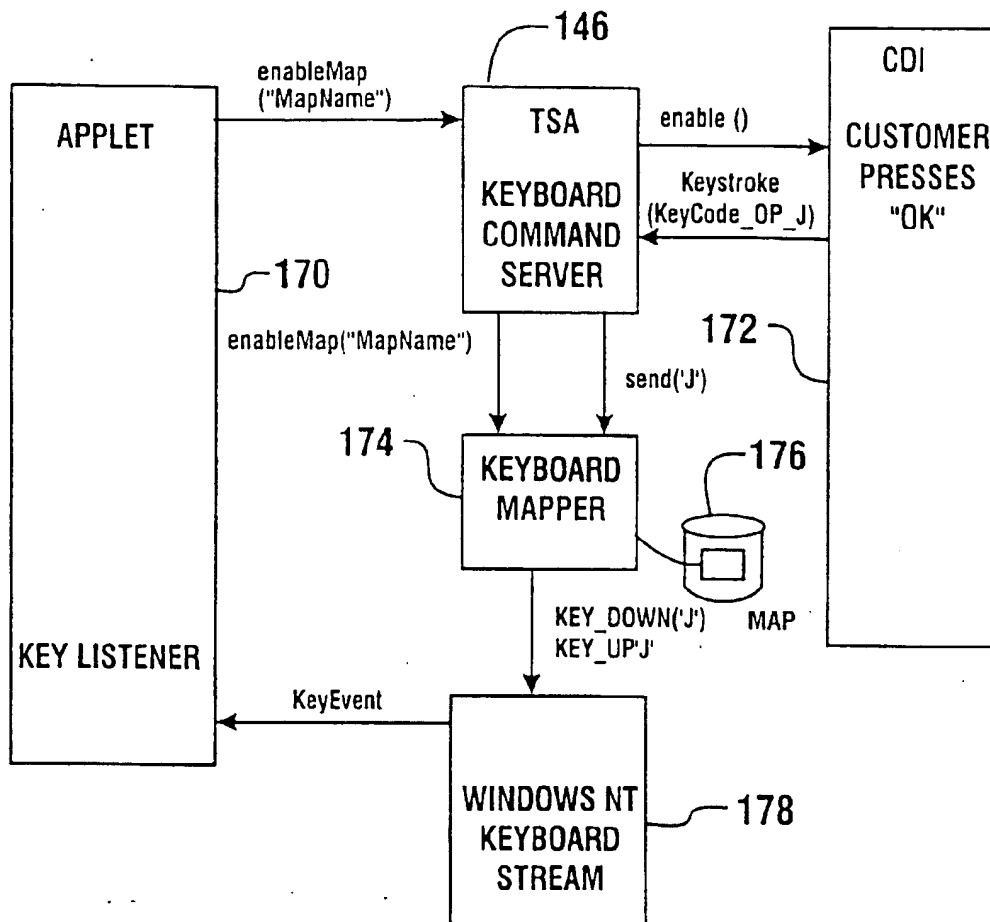 146
enableMap
("MapName")
APPLET
TSA
KEYBOARD
COMMAND
SERVER
enable ()
Keystroke
(KeyCode_OP_J)
CDI
CUSTOMER
PRESSES
"OK"
170
172
enableMap("MapName")
send('J')
174
KEYBOARD
MAPPER
176
MAP
KEY_DOWN('J')
KEY_UP'J'
KEY LISTENER
KeyEvent
WINDOWS NT
KEYBOARD
STREAM
178